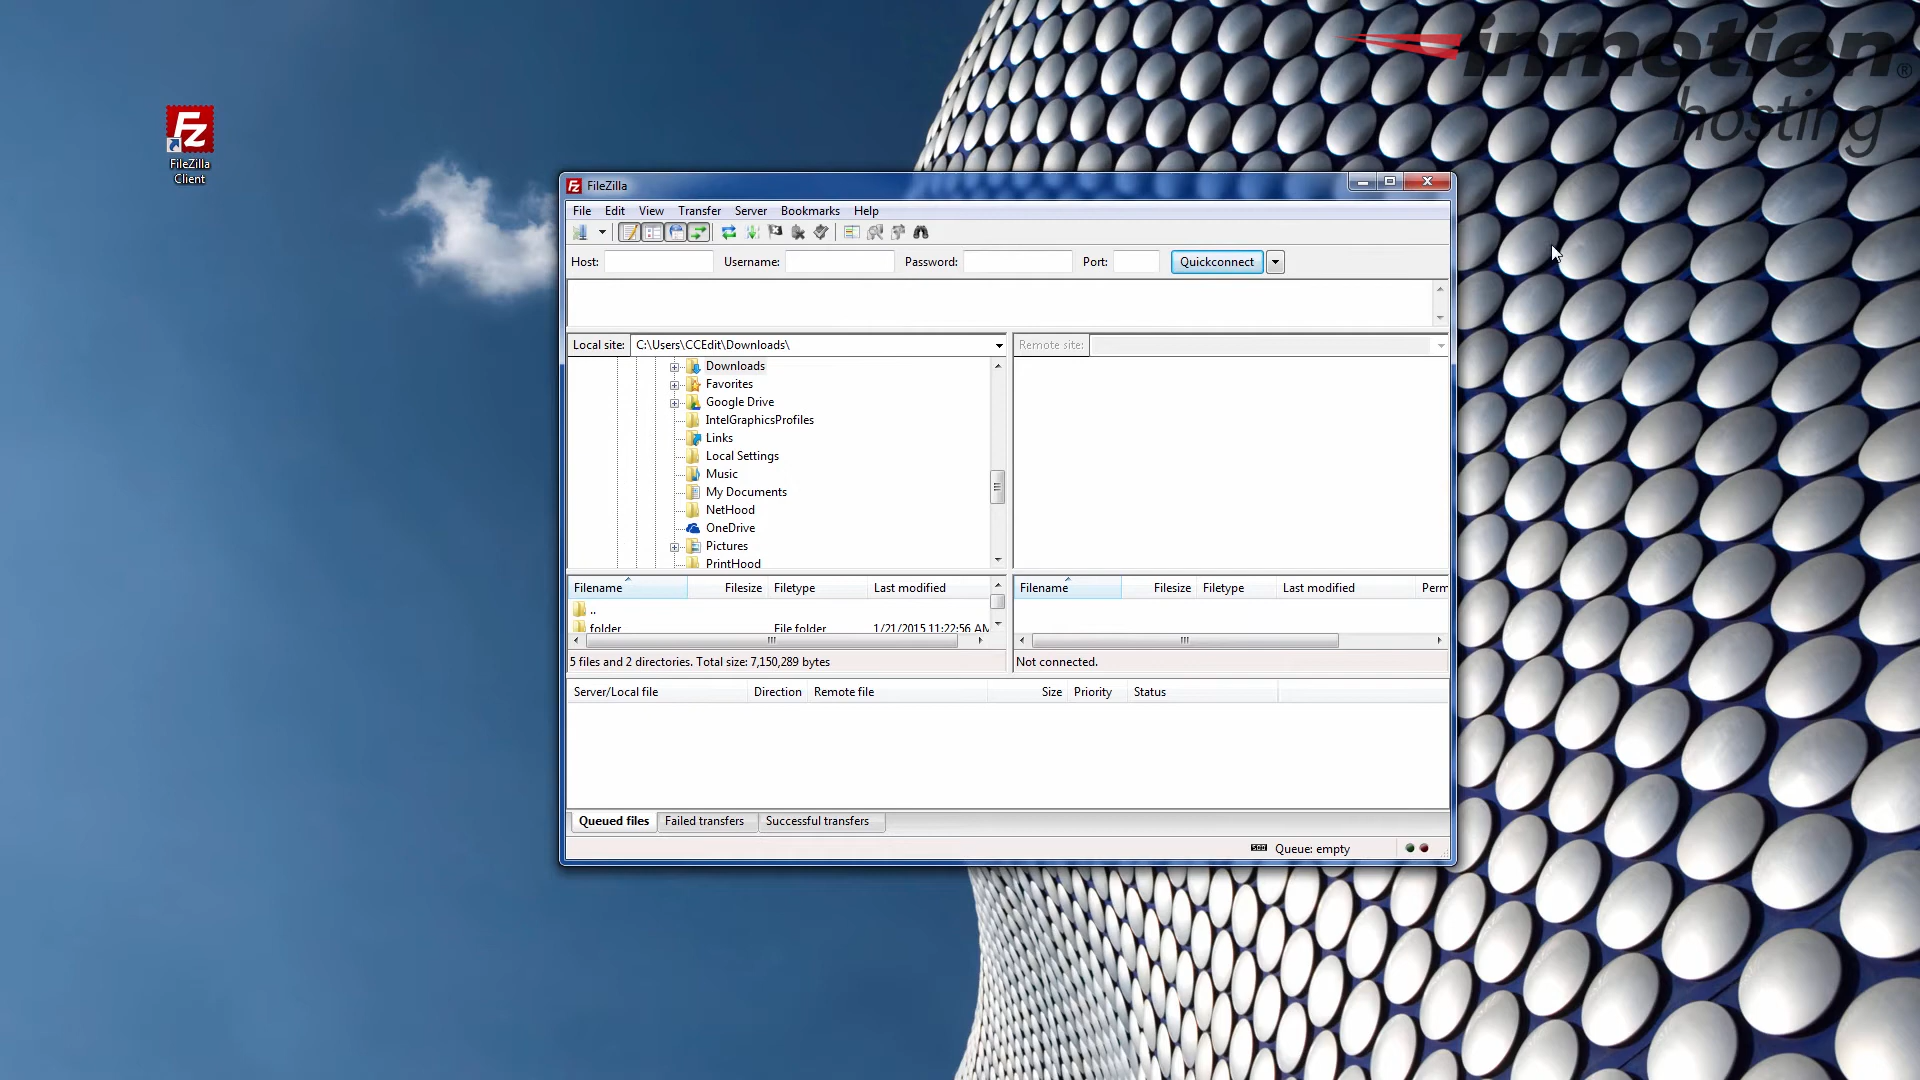 inmotion®
hosting
FileZilla
Client
FileZilla
File Edit View Transfer Server Bookmarks Help
Host: Username: Password: Port: Quickconnect
Local site: C:\Users\CCEdit\Downloads\
Remote site:
Downloads
Favorites
Google Drive
IntelGraphicsProfiles
Links
Local Settings
Music
My Documents
NetHood
OneDrive
Pictures
PrintHood
Filename Filesize Filetype Last modified
..
folder File folder 1/21/2015 11:22:56 AM
5 files and 2 directories. Total size: 7,150,289 bytes
Filename Filesize Filetype Last modified Perm
Not connected.
Server/Local file Direction Remote file Size Priority Status
Queued files Failed transfers Successful transfers
Queue: empty